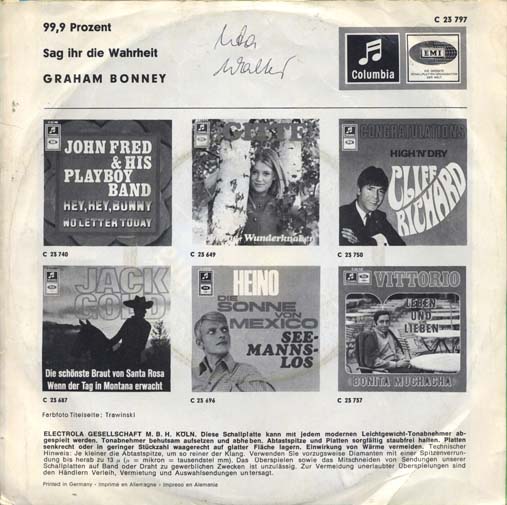 99,9 Prozent
C 23 797
Sag ihr die Wahrheit
GRAHAM BONNEY
Walter
Columbia
EMI
JOHN FRED
& HIS
PLAYBOY
BAND
HEY, HEY, BUNNY
NO LETTER TODAY
C 23 740
GITTE
Wunderknaben
C 23 649
CONGRATULATIONS
HIGH 'N' DRY
CLIFF
RICHARD
C 23 750
JACK
GOLD
Die schönste Braut von Santa Rosa
Wenn der Tag in Montana erwacht
C 23 687
HEINO
DIE
SONNE
VON
MEXICO
SEE-
MANNS-
LOS
C 23 696
VITTORIO
LEBEN
UND
LIEBEN
BONITA MUCHACHA
C 23 737
Farbfoto Titelseite: Trawinski
ELECTROLA GESELLSCHAFT M. B. H. KÖLN. Diese Schallplatte kann mit jedem modernen Leichtgewicht-Tonabnehmer ab-
gespielt werden. Tonabnehmer behutsam aufsetzen und abheben. Abtastspitze und Platten sorgfältig staubfrei halten. Platten
senkrecht oder in geringer Stückzahl waagerecht auf glatter Fläche lagern. Einwirkung von Wärme vermeiden. Technischer
Hinweis: Je kleiner die Abtastspitze, um so reiner der Klang. Verwenden Sie vorzugsweise Diamanten mit einer Spitzenverrun-
dung bis herab zu 13 µ (µ = mikron = tausendstel mm). Das Überspielen sowie das Mitschneiden von Sendungen unserer
Schallplatten auf Band oder Draht zu gewerblichen Zwecken ist unzulässig. Zur Vermeidung unerlaubter Überspielungen sind
den Händlern Verleih, Vermietung und Auswahlsendungen untersagt.
Printed in Germany - Imprimé en Allemagne - Impreso en Alemania